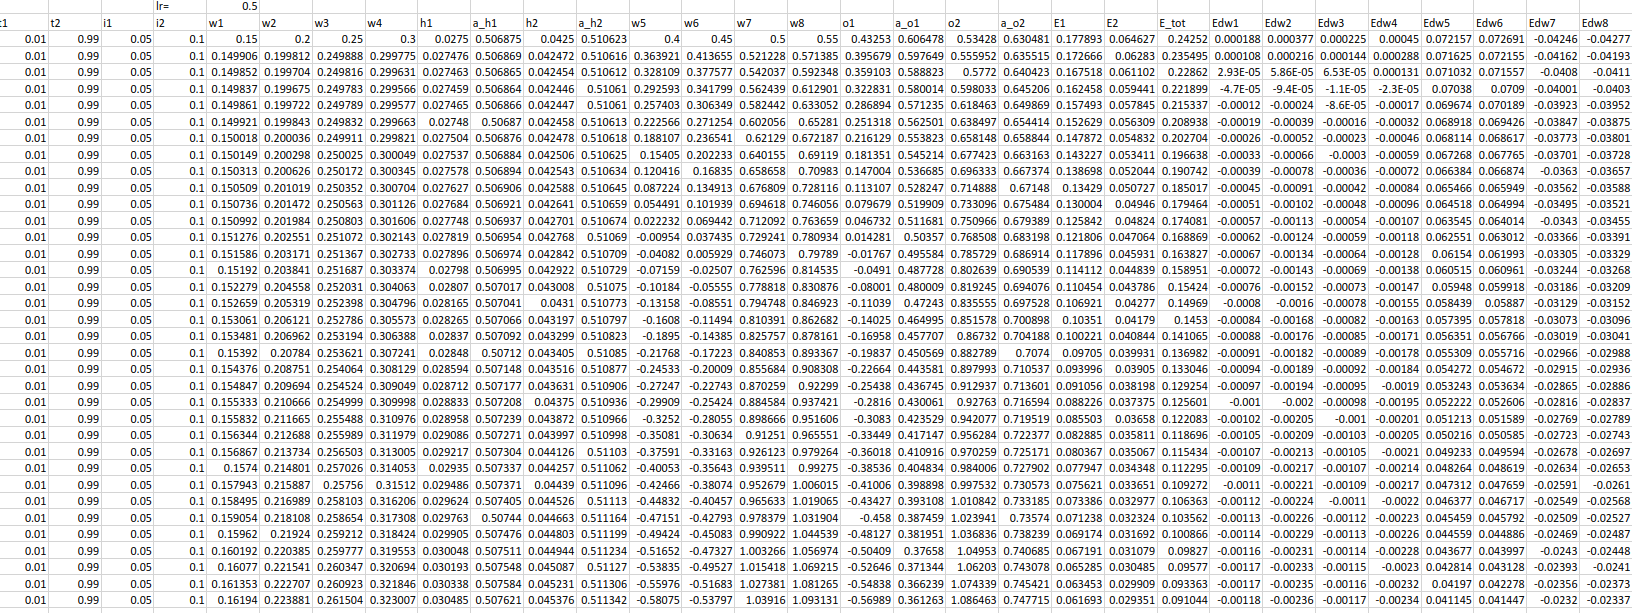 lr= 0.5
t1 t2 i1 i2 w1 w2 w3 w4 h1 a_h1 h2 a_h2 w5 w6 w7 w8 o1 a_o1 o2 a_o2 E1 E2 E_tot Edw1 Edw2 Edw3 Edw4 Edw5 Edw6 Edw7 Edw8
0.01 0.99 0.05 0.1 0.15 0.2 0.25 0.3 0.0275 0.506875 0.0425 0.510623 0.4 0.45 0.5 0.55 0.43253 0.606478 0.53428 0.630481 0.177893 0.064627 0.24252 0.000188 0.000377 0.000225 0.00045 0.072157 0.072691 -0.04246 -0.04277
0.01 0.99 0.05 0.1 0.149906 0.199812 0.249888 0.299775 0.027476 0.506869 0.042472 0.510616 0.363921 0.413655 0.521228 0.571385 0.395679 0.597649 0.555952 0.635515 0.172666 0.06283 0.235495 0.000108 0.000216 0.000144 0.000288 0.071625 0.072155 -0.04162 -0.04193
0.01 0.99 0.05 0.1 0.149852 0.199704 0.249816 0.299631 0.027463 0.506865 0.042454 0.510612 0.328109 0.377577 0.542037 0.592348 0.359103 0.588823 0.5772 0.640423 0.167518 0.061102 0.22862 2.93E-05 5.86E-05 6.53E-05 0.000131 0.071032 0.071557 -0.0408 -0.0411
0.01 0.99 0.05 0.1 0.149837 0.199675 0.249783 0.299566 0.027459 0.506864 0.042446 0.51061 0.292593 0.341799 0.562439 0.612901 0.322831 0.580014 0.598033 0.645206 0.162458 0.059441 0.221899 -4.7E-05 -9.4E-05 -1.1E-05 -2.3E-05 0.07038 0.0709 -0.04001 -0.0403
0.01 0.99 0.05 0.1 0.149861 0.199722 0.249789 0.299577 0.027465 0.506866 0.042447 0.51061 0.257403 0.306349 0.582442 0.633052 0.286894 0.571235 0.618463 0.649869 0.157493 0.057845 0.215337 -0.00012 -0.00024 -8.6E-05 -0.00017 0.069674 0.070189 -0.03923 -0.03952
0.01 0.99 0.05 0.1 0.149921 0.199843 0.249832 0.299663 0.02748 0.50687 0.042458 0.510613 0.222566 0.271254 0.602056 0.65281 0.251318 0.562501 0.638497 0.654414 0.152629 0.056309 0.208938 -0.00019 -0.00039 -0.00016 -0.00032 0.068918 0.069426 -0.03847 -0.03875
0.01 0.99 0.05 0.1 0.150018 0.200036 0.249911 0.299821 0.027504 0.506876 0.042478 0.510618 0.188107 0.236541 0.62129 0.672187 0.216129 0.553823 0.658148 0.658844 0.147872 0.054832 0.202704 -0.00026 -0.00052 -0.00023 -0.00046 0.068114 0.068617 -0.03773 -0.03801
0.01 0.99 0.05 0.1 0.150149 0.200298 0.250025 0.300049 0.027537 0.506884 0.042506 0.510625 0.15405 0.202233 0.640155 0.69119 0.181351 0.545214 0.677423 0.663163 0.143227 0.053411 0.196638 -0.00033 -0.00066 -0.0003 -0.00059 0.067268 0.067765 -0.03701 -0.03728
0.01 0.99 0.05 0.1 0.150313 0.200626 0.250172 0.300345 0.027578 0.506894 0.042543 0.510634 0.120416 0.16835 0.658658 0.70983 0.147004 0.536685 0.696333 0.667374 0.138698 0.052044 0.190742 -0.00039 -0.00078 -0.00036 -0.00072 0.066384 0.066874 -0.0363 -0.03657
0.01 0.99 0.05 0.1 0.150509 0.201019 0.250352 0.300704 0.027627 0.506906 0.042588 0.510645 0.087224 0.134913 0.676809 0.728116 0.113107 0.528247 0.714888 0.67148 0.13429 0.050727 0.185017 -0.00045 -0.00091 -0.00042 -0.00084 0.065466 0.065949 -0.03562 -0.03588
0.01 0.99 0.05 0.1 0.150736 0.201472 0.250563 0.301126 0.027684 0.506921 0.042641 0.510659 0.054491 0.101939 0.694618 0.746056 0.079679 0.519909 0.733096 0.675484 0.130004 0.04946 0.179464 -0.00051 -0.00102 -0.00048 -0.00096 0.064518 0.064994 -0.03495 -0.03521
0.01 0.99 0.05 0.1 0.150992 0.201984 0.250803 0.301606 0.027748 0.506937 0.042701 0.510674 0.022232 0.069442 0.712092 0.763659 0.046732 0.511681 0.750966 0.679389 0.125842 0.04824 0.174081 -0.00057 -0.00113 -0.00054 -0.00107 0.063545 0.064014 -0.0343 -0.03455
0.01 0.99 0.05 0.1 0.151276 0.202551 0.251072 0.302143 0.027819 0.506954 0.042768 0.51069 -0.00954 0.037435 0.729241 0.780934 0.014281 0.50357 0.768508 0.683198 0.121806 0.047064 0.168869 -0.00062 -0.00124 -0.00059 -0.00118 0.062551 0.063012 -0.03366 -0.03391
0.01 0.99 0.05 0.1 0.151586 0.203171 0.251367 0.302733 0.027896 0.506974 0.042842 0.510709 -0.04082 0.005929 0.746073 0.79789 -0.01767 0.495584 0.785729 0.686914 0.117896 0.045931 0.163827 -0.00067 -0.00134 -0.00064 -0.00128 0.06154 0.061993 -0.03305 -0.03329
0.01 0.99 0.05 0.1 0.15192 0.203841 0.251687 0.303374 0.02798 0.506995 0.042922 0.510729 -0.07159 -0.02507 0.762596 0.814535 -0.0491 0.487728 0.802639 0.690539 0.114112 0.044839 0.158951 -0.00072 -0.00143 -0.00069 -0.00138 0.060515 0.060961 -0.03244 -0.03268
0.01 0.99 0.05 0.1 0.152279 0.204558 0.252031 0.304063 0.02807 0.507017 0.043008 0.51075 -0.10184 -0.05555 0.778818 0.830876 -0.08001 0.480009 0.819245 0.694076 0.110454 0.043786 0.15424 -0.00076 -0.00152 -0.00073 -0.00147 0.05948 0.059918 -0.03186 -0.03209
0.01 0.99 0.05 0.1 0.152659 0.205319 0.252398 0.304796 0.028165 0.507041 0.0431 0.510773 -0.13158 -0.08551 0.794748 0.846923 -0.11039 0.47243 0.835555 0.697528 0.106921 0.04277 0.14969 -0.0008 -0.0016 -0.00078 -0.00155 0.058439 0.05887 -0.03129 -0.03152
0.01 0.99 0.05 0.1 0.153061 0.206121 0.252786 0.305573 0.028265 0.507066 0.043197 0.510797 -0.1608 -0.11494 0.810391 0.862682 -0.14025 0.464995 0.851578 0.700898 0.10351 0.04179 0.1453 -0.00084 -0.00168 -0.00082 -0.00163 0.057395 0.057818 -0.03073 -0.03096
0.01 0.99 0.05 0.1 0.153481 0.206962 0.253194 0.306388 0.02837 0.507092 0.043299 0.510823 -0.1895 -0.14385 0.825757 0.878161 -0.16958 0.457707 0.86732 0.704188 0.100221 0.040844 0.141065 -0.00088 -0.00176 -0.00085 -0.00171 0.056351 0.056766 -0.03019 -0.03041
0.01 0.99 0.05 0.1 0.15392 0.20784 0.253621 0.307241 0.02848 0.50712 0.043405 0.51085 -0.21768 -0.17223 0.840853 0.893367 -0.19837 0.450569 0.882789 0.7074 0.09705 0.039931 0.136982 -0.00091 -0.00182 -0.00089 -0.00178 0.055309 0.055716 -0.02966 -0.02988
0.01 0.99 0.05 0.1 0.154376 0.208751 0.254064 0.308129 0.028594 0.507148 0.043516 0.510877 -0.24533 -0.20009 0.855684 0.908308 -0.22664 0.443581 0.897993 0.710537 0.093996 0.03905 0.133046 -0.00094 -0.00189 -0.00092 -0.00184 0.054272 0.054672 -0.02915 -0.02936
0.01 0.99 0.05 0.1 0.154847 0.209694 0.254524 0.309049 0.028712 0.507177 0.043631 0.510906 -0.27247 -0.22743 0.870259 0.92299 -0.25438 0.436745 0.912937 0.713601 0.091056 0.038198 0.129254 -0.00097 -0.00194 -0.00095 -0.0019 0.053243 0.053634 -0.02865 -0.02886
0.01 0.99 0.05 0.1 0.155333 0.210666 0.254999 0.309998 0.028833 0.507208 0.04375 0.510936 -0.29909 -0.25424 0.884584 0.937421 -0.2816 0.430061 0.92763 0.716594 0.088226 0.037375 0.125601 -0.001 -0.002 -0.00098 -0.00195 0.052222 0.052606 -0.02816 -0.02837
0.01 0.99 0.05 0.1 0.155832 0.211665 0.255488 0.310976 0.028958 0.507239 0.043872 0.510966 -0.3252 -0.28055 0.898666 0.951606 -0.3083 0.423529 0.942077 0.719519 0.085503 0.03658 0.122083 -0.00102 -0.00205 -0.001 -0.00201 0.051213 0.051589 -0.02769 -0.02789
0.01 0.99 0.05 0.1 0.156344 0.212688 0.255989 0.311979 0.029086 0.507271 0.043997 0.510998 -0.35081 -0.30634 0.91251 0.965551 -0.33449 0.417147 0.956284 0.722377 0.082885 0.035811 0.118696 -0.00105 -0.00209 -0.00103 -0.00205 0.050216 0.050585 -0.02723 -0.02743
0.01 0.99 0.05 0.1 0.156867 0.213734 0.256503 0.313005 0.029217 0.507304 0.044126 0.51103 -0.37591 -0.33163 0.926123 0.979264 -0.36018 0.410916 0.970259 0.725171 0.080367 0.035067 0.115434 -0.00107 -0.00213 -0.00105 -0.0021 0.049233 0.049594 -0.02678 -0.02697
0.01 0.99 0.05 0.1 0.1574 0.214801 0.257026 0.314053 0.02935 0.507337 0.044257 0.511062 -0.40053 -0.35643 0.939511 0.99275 -0.38536 0.404834 0.984006 0.727902 0.077947 0.034348 0.112295 -0.00109 -0.00217 -0.00107 -0.00214 0.048264 0.048619 -0.02634 -0.02653
0.01 0.99 0.05 0.1 0.157943 0.215887 0.25756 0.31512 0.029486 0.507371 0.04439 0.511096 -0.42466 -0.38074 0.952679 1.006015 -0.41006 0.398898 0.997532 0.730573 0.075621 0.033651 0.109272 -0.0011 -0.00221 -0.00109 -0.00217 0.047312 0.047659 -0.02591 -0.0261
0.01 0.99 0.05 0.1 0.158495 0.216989 0.258103 0.316206 0.029624 0.507405 0.044526 0.51113 -0.44832 -0.40457 0.965633 1.019065 -0.43427 0.393108 1.010842 0.733185 0.073386 0.032977 0.106363 -0.00112 -0.00224 -0.0011 -0.0022 0.046377 0.046717 -0.02549 -0.02568
0.01 0.99 0.05 0.1 0.159054 0.218108 0.258654 0.317308 0.029763 0.50744 0.044663 0.511164 -0.47151 -0.42793 0.978379 1.031904 -0.458 0.387459 1.023941 0.73574 0.071238 0.032324 0.103562 -0.00113 -0.00226 -0.00112 -0.00223 0.045459 0.045792 -0.02509 -0.02527
0.01 0.99 0.05 0.1 0.15962 0.21924 0.259212 0.318424 0.029905 0.507476 0.044803 0.511199 -0.49424 -0.45083 0.990922 1.044539 -0.48127 0.381951 1.036836 0.738239 0.069174 0.031692 0.100866 -0.00114 -0.00229 -0.00113 -0.00226 0.044559 0.044886 -0.02469 -0.02487
0.01 0.99 0.05 0.1 0.160192 0.220385 0.259777 0.319553 0.030048 0.507511 0.044944 0.511234 -0.51652 -0.47327 1.003266 1.056974 -0.50409 0.37658 1.04953 0.740685 0.067191 0.031079 0.09827 -0.00116 -0.00231 -0.00114 -0.00228 0.043677 0.043997 -0.0243 -0.02448
0.01 0.99 0.05 0.1 0.16077 0.221541 0.260347 0.320694 0.030193 0.507548 0.045087 0.51127 -0.53835 -0.49527 1.015418 1.069215 -0.52646 0.371344 1.06203 0.743078 0.065285 0.030485 0.09577 -0.00117 -0.00233 -0.00115 -0.0023 0.042814 0.043128 -0.02393 -0.0241
0.01 0.99 0.05 0.1 0.161353 0.222707 0.260923 0.321846 0.030338 0.507584 0.045231 0.511306 -0.55976 -0.51683 1.027381 1.081265 -0.54838 0.366239 1.074339 0.745421 0.063453 0.029909 0.093363 -0.00117 -0.00235 -0.00116 -0.00232 0.04197 0.042278 -0.02356 -0.02373
0.01 0.99 0.05 0.1 0.16194 0.223881 0.261504 0.323007 0.030485 0.507621 0.045376 0.511342 -0.58075 -0.53797 1.03916 1.093131 -0.56989 0.361263 1.086463 0.747715 0.061693 0.029351 0.091044 -0.00118 -0.00236 -0.00117 -0.00234 0.041145 0.041447 -0.0232 -0.02337